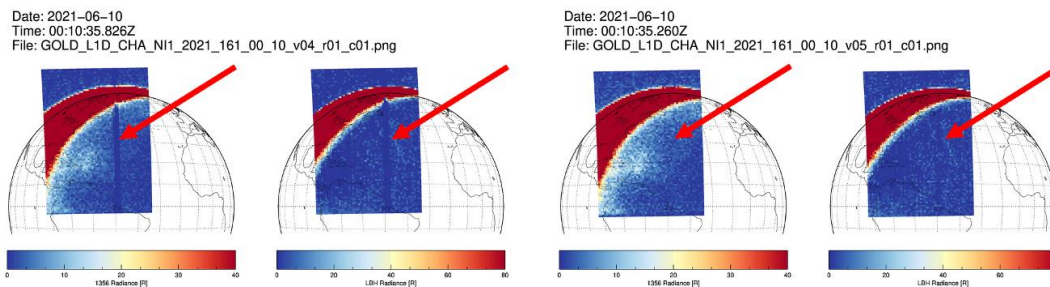 Date: 2021-06-10
Time: 00:10:35.826Z
File: GOLD_L1D_CHA_NI1_2021_161_00_10_v04_r01_c01.png
0 10 20 30 40
1356 Radiance [R]
0 20 40 60 80
LBH Radiance [R]
Date: 2021-06-10
Time: 00:10:35.260Z
File: GOLD_L1D_CHA_NI1_2021_161_00_10_v05_r01_c01.png
0 10 20 30 40
1356 Radiance [R]
0 20 40 60
LBH Radiance [R]